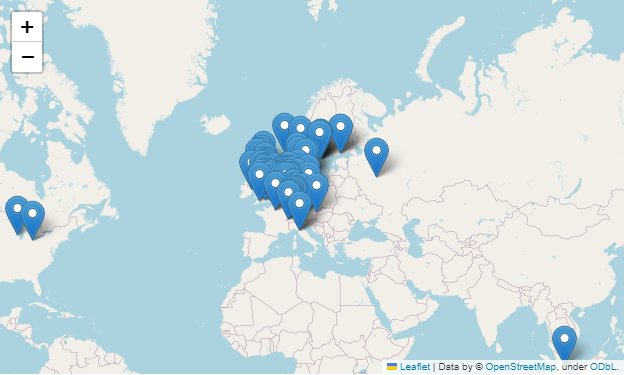 +
−
Leaflet | Data by © OpenStreetMap, under ODbL.